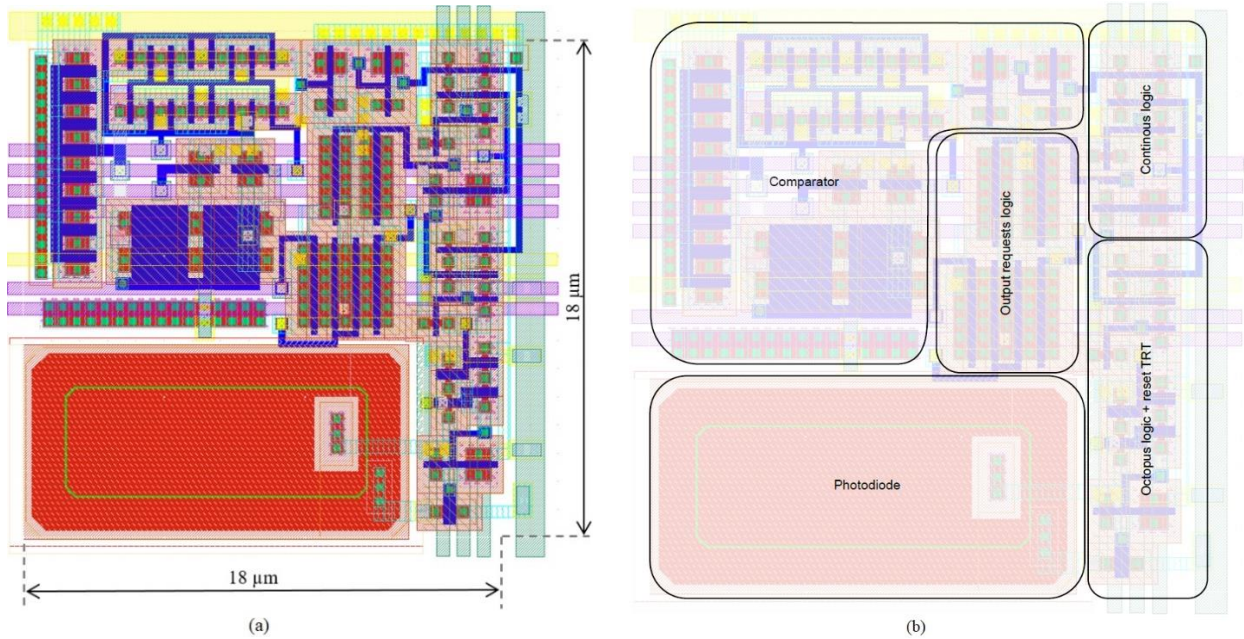 18 µm
18 µm
(a)
Comparator
Output requests logic
Continous logic
Octopus logic + reset TRT
Photodiode
(b)